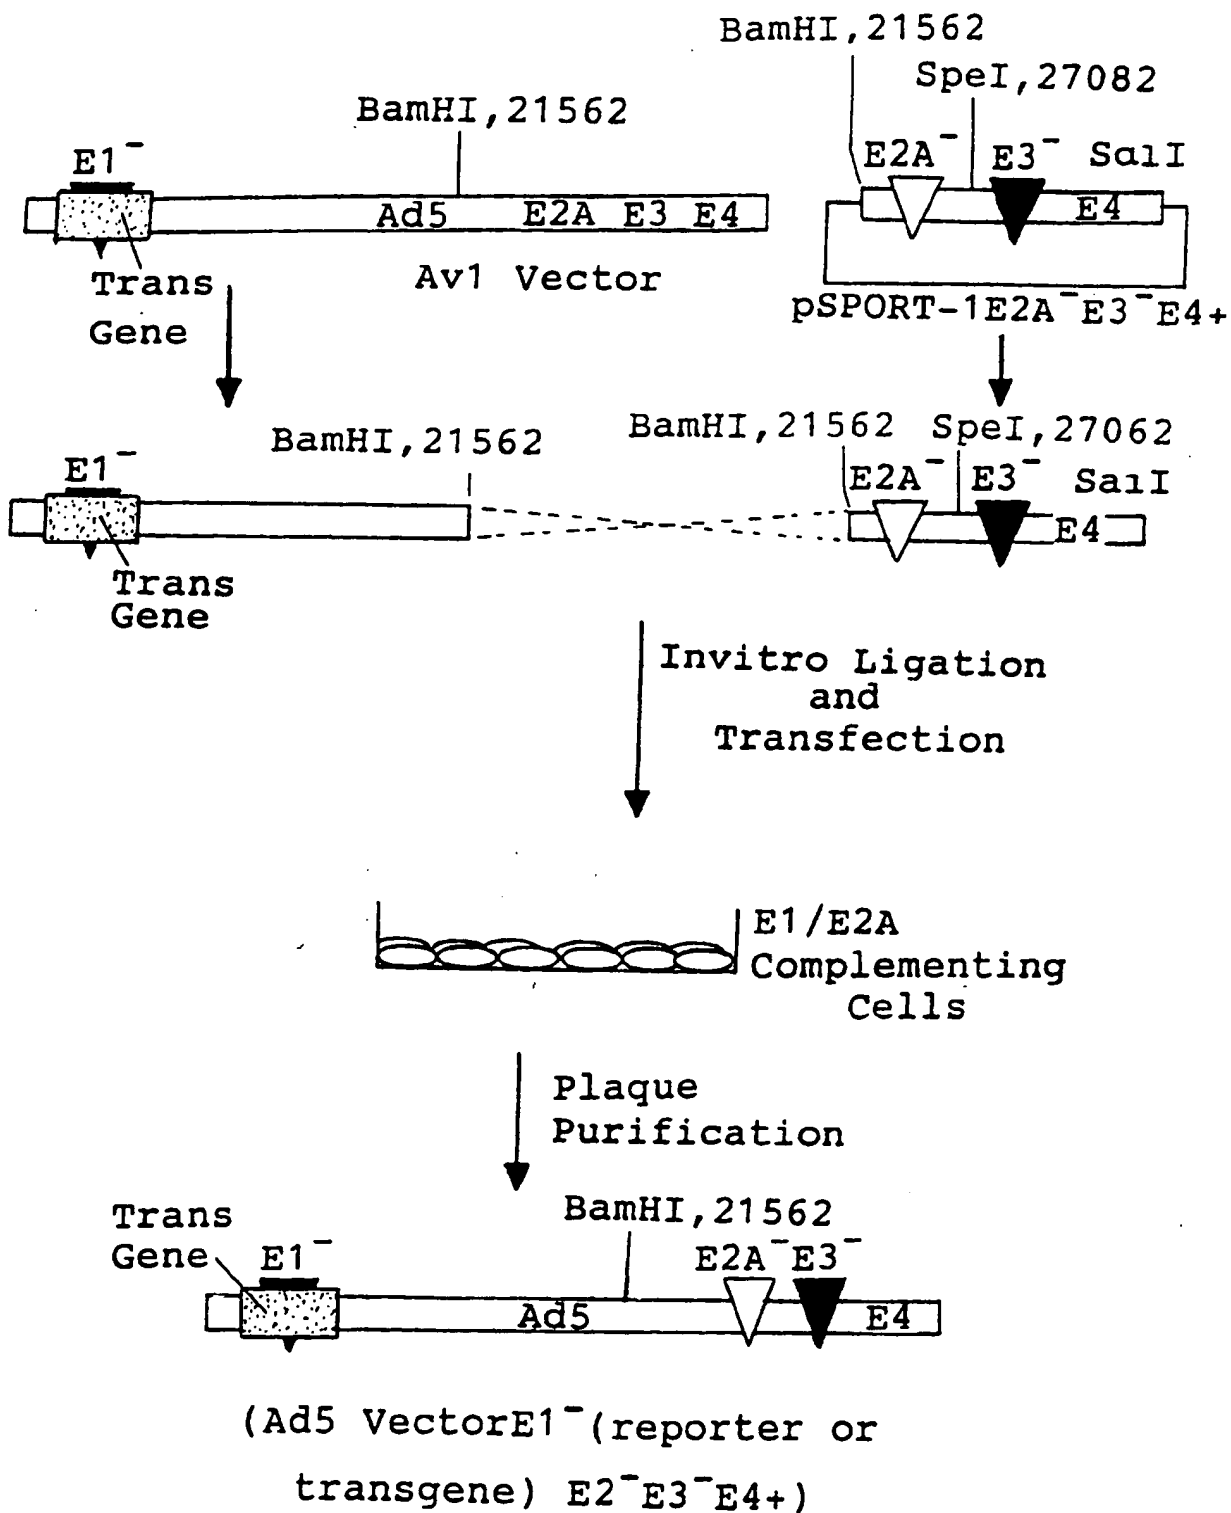 BamHI,21562
SpeI,27082
BamHI,21562
E1⁻
E2A⁻
E3⁻
SalI
Ad5
E2A
E3
E4
E4
Trans
Gene
Av1 Vector
pSPORT-1E2A⁻E3⁻E4+
BamHI,21562
BamHI,21562
SpeI,27062
E1⁻
E2A⁻
E3⁻
SalI
E4
Trans
Gene
Invitro Ligation
and
Transfection
E1/E2A
Complementing
Cells
Plaque
Purification
Trans
Gene
E1⁻
BamHI,21562
E2A⁻E3⁻
Ad5
E4
(Ad5 VectorE1⁻(reporter or
transgene) E2⁻E3⁻E4+)